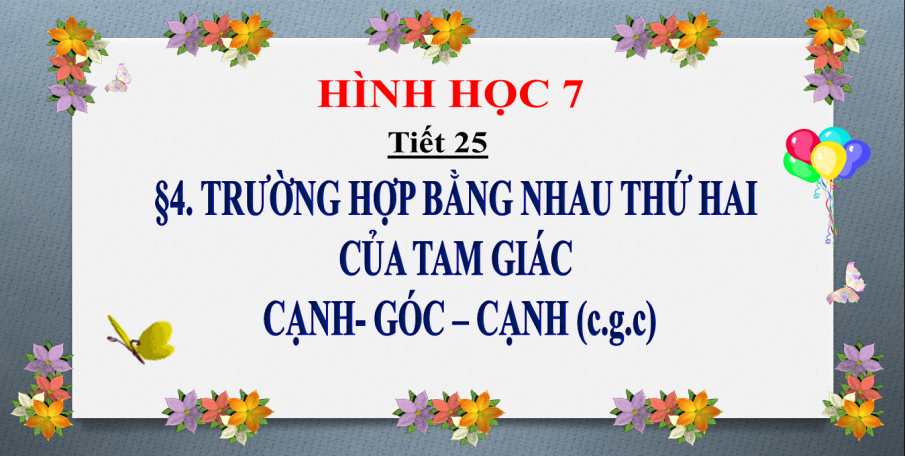 HÌNH HỌC 7
Tiết 25
§4. TRƯỜNG HỢP BẰNG NHAU THỨ HAI
CỦA TAM GIÁC
CẠNH- GÓC – CẠNH (c.g.c)